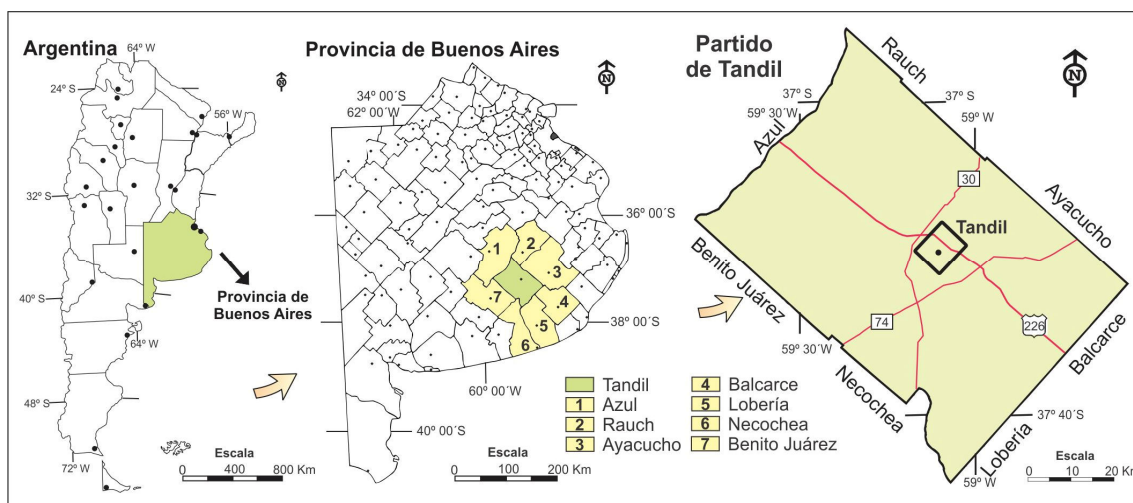 Argentina
64º W
24º S
56º W
32º S
40º S
64º W
48º S
72º W
Provincia de
Buenos Aires
N
Escala
0 400 800 Km
Provincia de Buenos Aires
34º 00´S
62º 00´W
N
36º 00´S
38º 00´S
60º 00´W
40º 00´S
1
2
3
4
5
6
7
Tandil
1 Azul
2 Rauch
3 Ayacucho
4 Balcarce
5 Lobería
6 Necochea
7 Benito Juárez
Escala
0 100 200 Km
Partido
de Tandil
N
Rauch
37º S
59º 30´W
37º S
59º W
Azul
30
Ayacucho
Tandil
Benito Juárez
74
226
59º 30´W
Balcarce
Necochea
37º 40´S
Lobería
59º W
Escala
0 10 20 Km